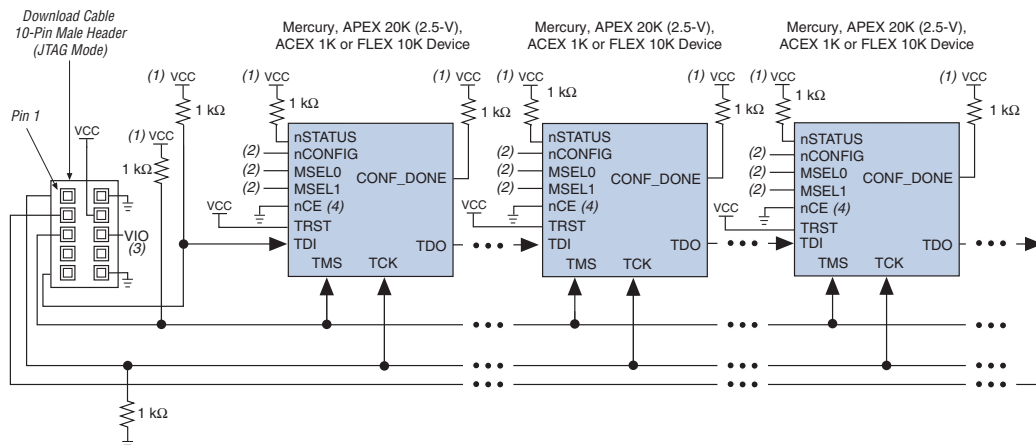 Download Cable
10-Pin Male Header
(JTAG Mode)
Pin 1
VCC
(1) VCC
1 kΩ
(1) VCC
1 kΩ
VIO
(3)
1 kΩ
Mercury, APEX 20K (2.5-V),
ACEX 1K or FLEX 10K Device
(1) VCC
1 kΩ
(1) VCC
1 kΩ
nSTATUS
(2) nCONFIG
(2) MSEL0
(2) MSEL1
CONF_DONE
nCE (4)
VCC
TRST
TDI
TDO
TMS
TCK
Mercury, APEX 20K (2.5-V),
ACEX 1K or FLEX 10K Device
(1) VCC
1 kΩ
(1) VCC
1 kΩ
nSTATUS
(2) nCONFIG
(2) MSEL0
(2) MSEL1
CONF_DONE
nCE (4)
VCC
TRST
TDI
TDO
TMS
TCK
Mercury, APEX 20K (2.5-V),
ACEX 1K or FLEX 10K Device
(1) VCC
1 kΩ
(1) VCC
1 kΩ
nSTATUS
(2) nCONFIG
(2) MSEL0
(2) MSEL1
CONF_DONE
nCE (4)
VCC
TRST
TDI
TDO
TMS
TCK